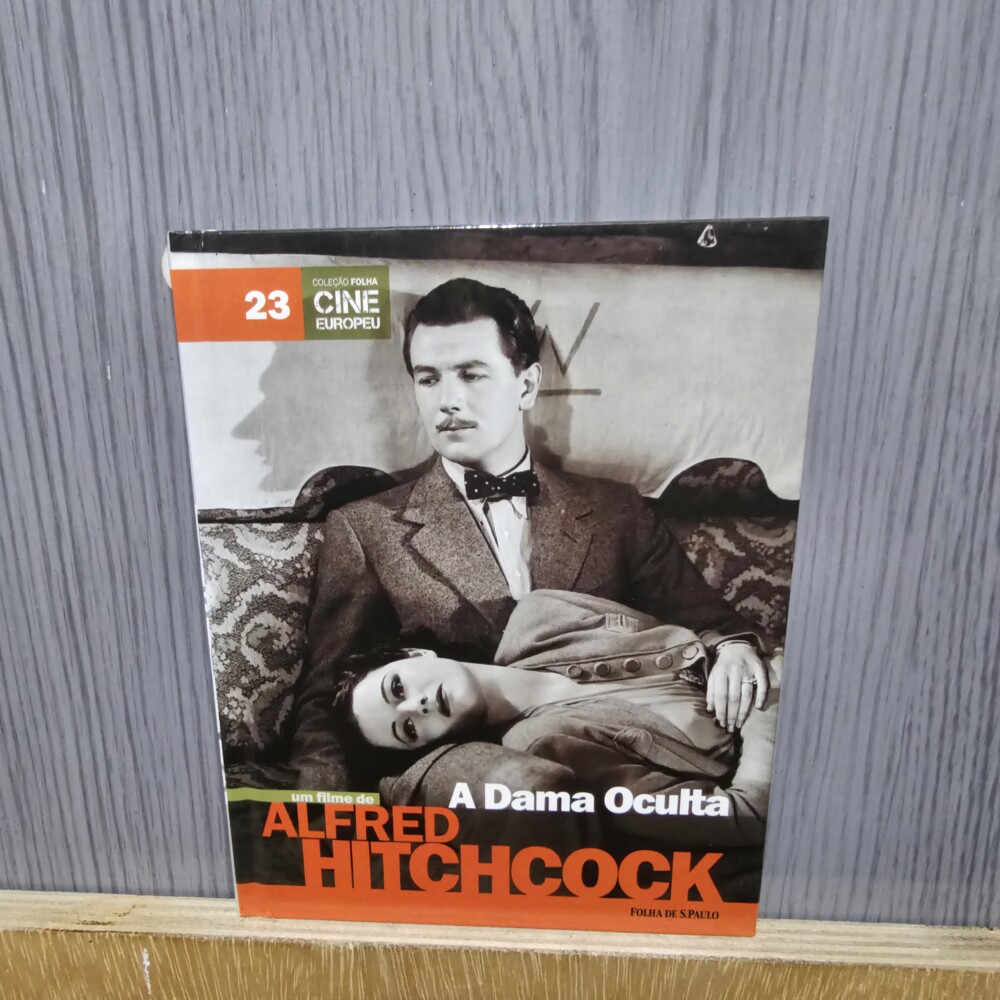 23
COLEÇÃO FOLHA
CINE
EUROPEU
W
um filme de
A Dama Oculta
ALFRED
HITCHCOCK
FOLHA DE S.PAULO